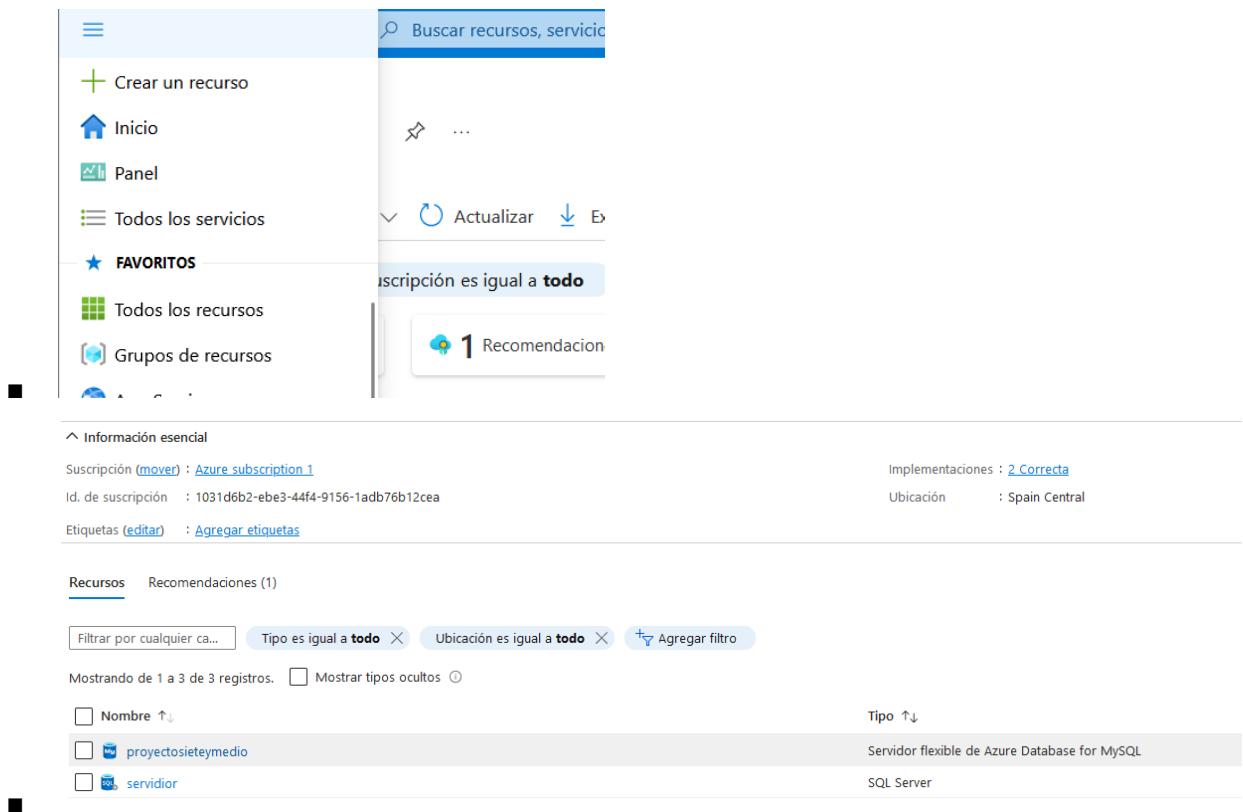 Buscar recursos, servicio
Crear un recurso
Inicio
...
Panel
Todos los servicios
Actualizar
FAVORITOS
uscripción es igual a todo
Todos los recursos
1 Recomendacion
Grupos de recursos
Información esencial
Suscripción (mover) : Azure subscription 1
Implementaciones : 2 Correcta
Id. de suscripción : 1031d6b2-ebe3-44f4-9156-1adb76b12cea
Ubicación : Spain Central
Etiquetas (editar) : Agregar etiquetas
Recursos Recomendaciones (1)
Filtrar por cualquier ca... Tipo es igual a todo Ubicación es igual a todo Agregar filtro
Mostrando de 1 a 3 de 3 registros. Mostrar tipos ocultos
Nombre Tipo
proyectosieteymedio Servidor flexible de Azure Database for MySQL
servidior SQL Server